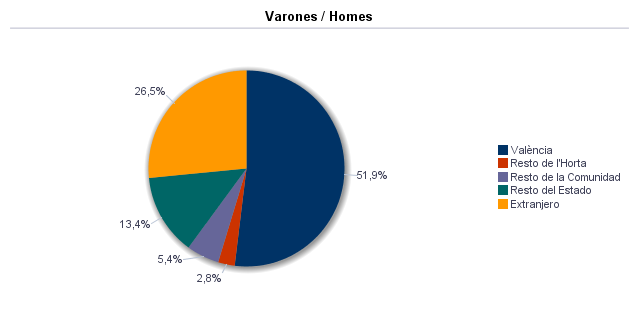 Varones / Homes
26,5%
51,9%
13,4%
5,4%
2,8%
València
Resto de l'Horta
Resto de la Comunidad
Resto del Estado
Extranjero